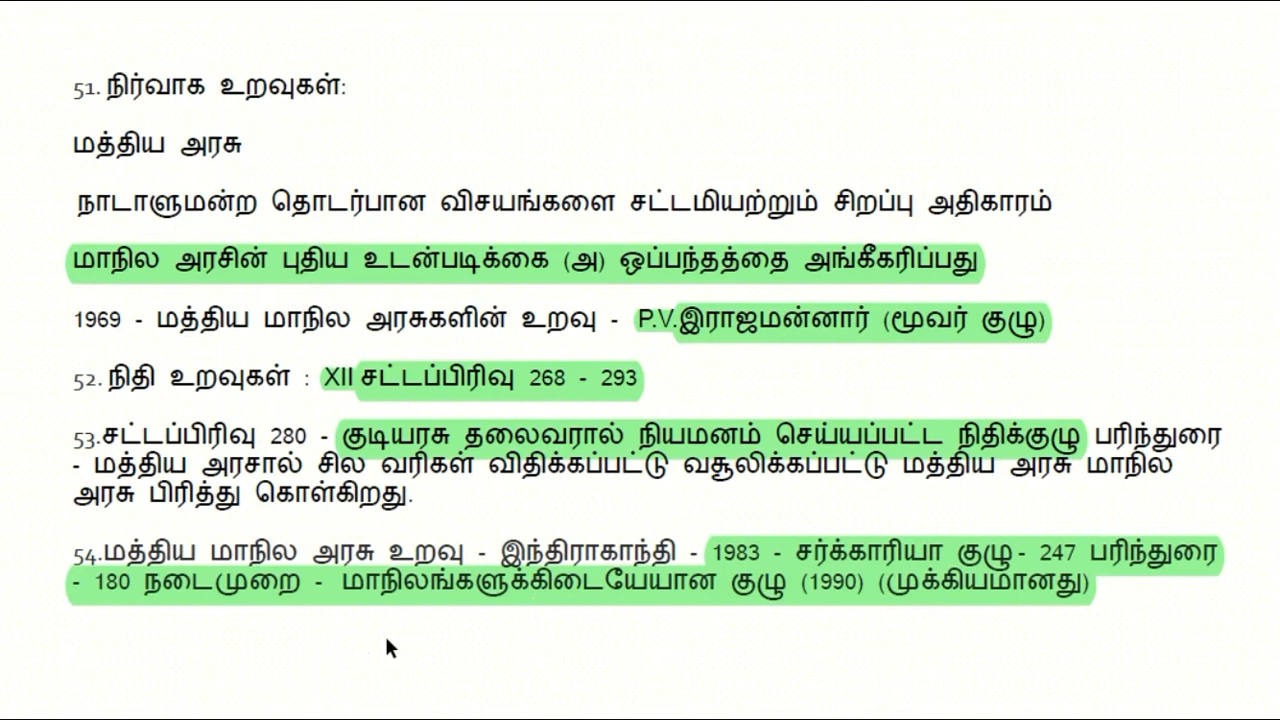 51. நிர்வாக உறவுகள்:
மத்திய அரசு
நாடாளுமன்ற தொடர்பான விசயங்களை சட்டமியற்றும் சிறப்பு அதிகாரம்
மாநில அரசின் புதிய உடன்படிக்கை (அ) ஒப்பந்தத்தை அங்கீகரிப்பது
1969 - மத்திய மாநில அரசுகளின் உறவு - P.V.இராஜமன்னார் (மூவர் குழு)
52. நிதி உறவுகள் : XII சட்டப்பிரிவு 268 - 293
53.சட்டப்பிரிவு 280 - குடியரசு தலைவரால் நியமனம் செய்யப்பட்ட நிதிக்குழு பரிந்துரை
- மத்திய அரசால் சில வரிகள் விதிக்கப்பட்டு வசூலிக்கப்பட்டு மத்திய அரசு மாநில
அரசு பிரித்து கொள்கிறது.
54.மத்திய மாநில அரசு உறவு - இந்திராகாந்தி - 1983 - சர்க்காரியா குழு - 247 பரிந்துரை
- 180 நடைமுறை - மாநிலங்களுக்கிடையேயான குழு (1990) (முக்கியமானது)